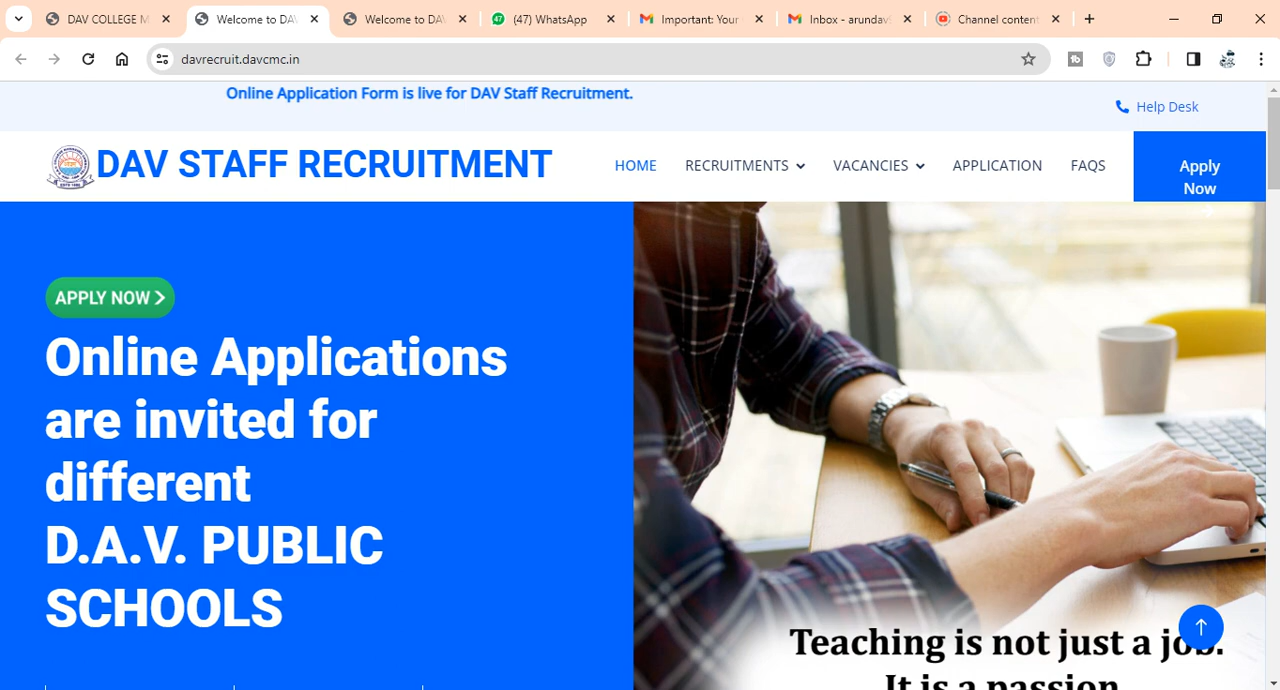 DAV COLLEGE M
Welcome to DAV
Welcome to DAV
47
(47) WhatsApp
Important: Your
Inbox - arundav
Channel content
davrecruit.davcmc.in
Online Application Form is live for DAV Staff Recruitment.
Help Desk
DAV STAFF RECRUITMENT
HOME
RECRUITMENTS
VACANCIES
APPLICATION
FAQS
Apply
Now
APPLY NOW
Online Applications
are invited for
different
D.A.V. PUBLIC
SCHOOLS
Teaching is not just a job.
It is a passion